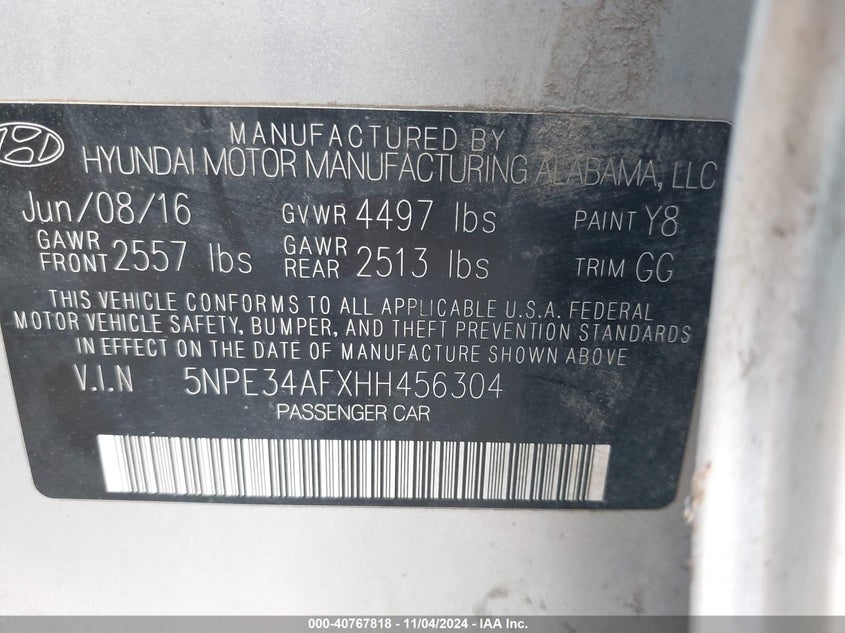 MANUFACTURED BY
HYUNDAI MOTOR MANUFACTURING ALABAMA, LLC
Jun/08/16 GVWR 4497 lbs PAINT Y8
GAWR FRONT 2557 lbs GAWR REAR 2513 lbs TRIM GG
THIS VEHICLE CONFORMS TO ALL APPLICABLE U.S.A. FEDERAL
MOTOR VEHICLE SAFETY, BUMPER, AND THEFT PREVENTION STANDARDS
IN EFFECT ON THE DATE OF MANUFACTURE SHOWN ABOVE.
V.I.N 5NPE34AFXHH456304
PASSENGER CAR
000-40767818 - 11/04/2024 - IAA Inc.